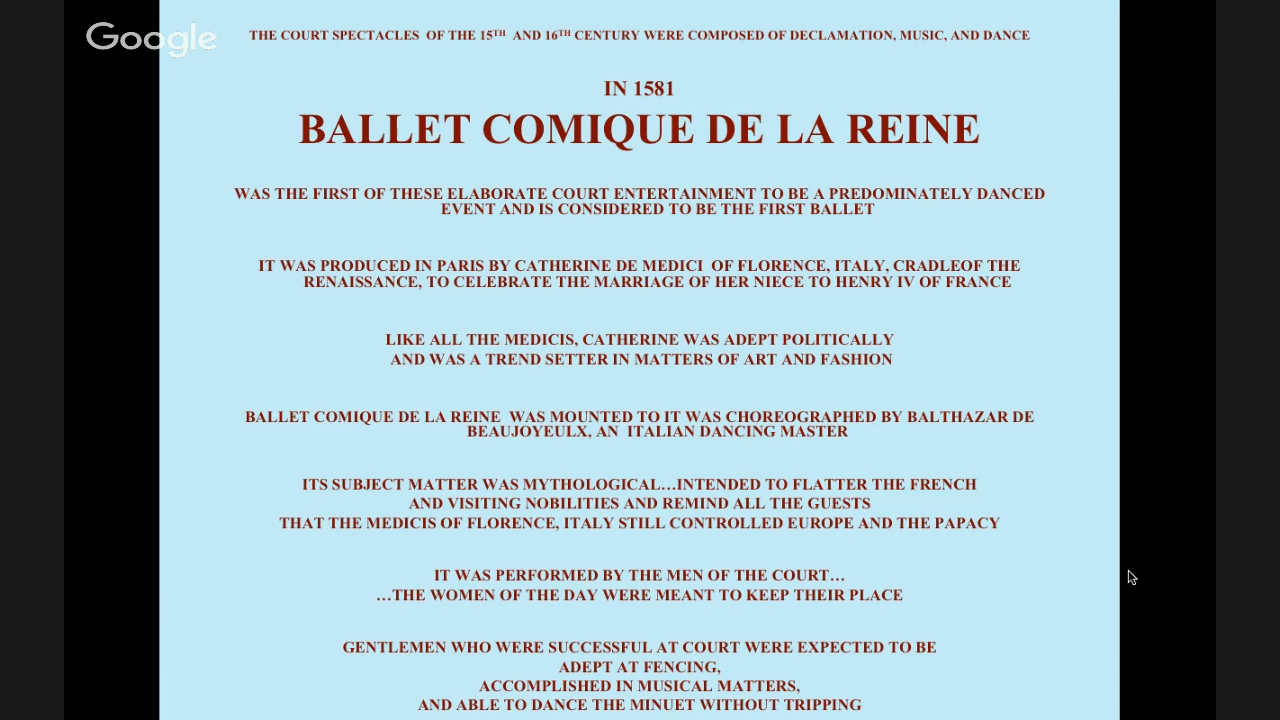 Google
THE COURT SPECTACLES OF THE 15TH AND 16TH CENTURY WERE COMPOSED OF DECLAMATION, MUSIC, AND DANCE
IN 1581
BALLET COMIQUE DE LA REINE
WAS THE FIRST OF THESE ELABORATE COURT ENTERTAINMENT TO BE A PREDOMINATELY DANCED
EVENT AND IS CONSIDERED TO BE THE FIRST BALLET
IT WAS PRODUCED IN PARIS BY CATHERINE DE MEDICI OF FLORENCE, ITALY, CRADLEOF THE
RENAISSANCE, TO CELEBRATE THE MARRIAGE OF HER NIECE TO HENRY IV OF FRANCE
LIKE ALL THE MEDICIS, CATHERINE WAS ADEPT POLITICALLY
AND WAS A TREND SETTER IN MATTERS OF ART AND FASHION
BALLET COMIQUE DE LA REINE WAS MOUNTED TO IT WAS CHOREOGRAPHED BY BALTHAZAR DE
BEAUJOYEULX, AN ITALIAN DANCING MASTER
ITS SUBJECT MATTER WAS MYTHOLOGICAL…INTENDED TO FLATTER THE FRENCH
AND VISITING NOBILITIES AND REMIND ALL THE GUESTS
THAT THE MEDICIS OF FLORENCE, ITALY STILL CONTROLLED EUROPE AND THE PAPACY
IT WAS PERFORMED BY THE MEN OF THE COURT…
…THE WOMEN OF THE DAY WERE MEANT TO KEEP THEIR PLACE
GENTLEMEN WHO WERE SUCCESSFUL AT COURT WERE EXPECTED TO BE
ADEPT AT FENCING,
ACCOMPLISHED IN MUSICAL MATTERS,
AND ABLE TO DANCE THE MINUET WITHOUT TRIPPING